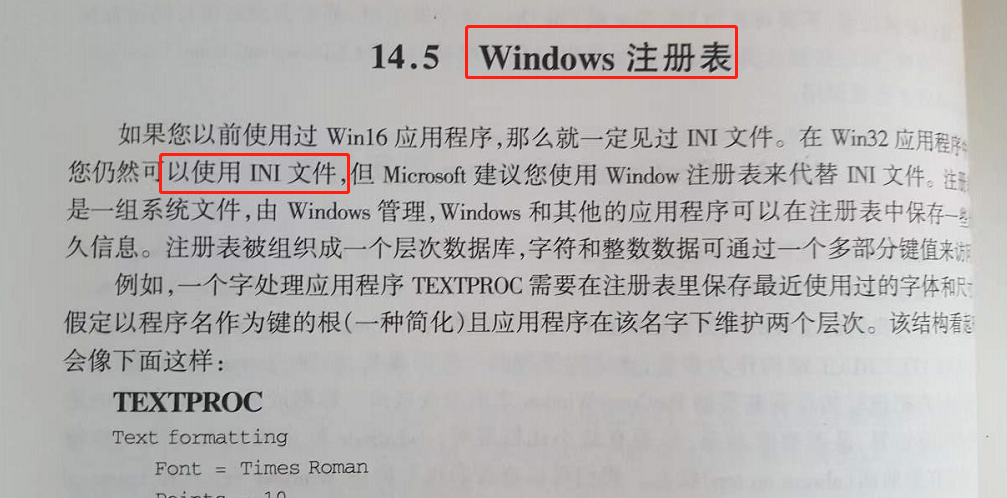 14.5 Windows 注册表
如果您以前使用过 Win16 应用程序,那么就一定见过 INI 文件。在 Win32 应用程序中
您仍然可以使用 INI 文件,但 Microsoft 建议您使用 Window 注册表来代替 INI 文件。注册
是一组系统文件,由 Windows 管理,Windows 和其他的应用程序可以在注册表中保存一些
久信息。注册表被组织成一个层次数据库,字符和整数数据可通过一个多部分键值来访问
例如,一个字处理应用程序 TEXTPROC 需要在注册表里保存最近使用过的字体和尺
假定以程序名作为键的根(一种简化)且应用程序在该名字下维护两个层次。该结构看起
会像下面这样:
TEXTPROC
Text formatting
Font = Times Roman
Points = 10